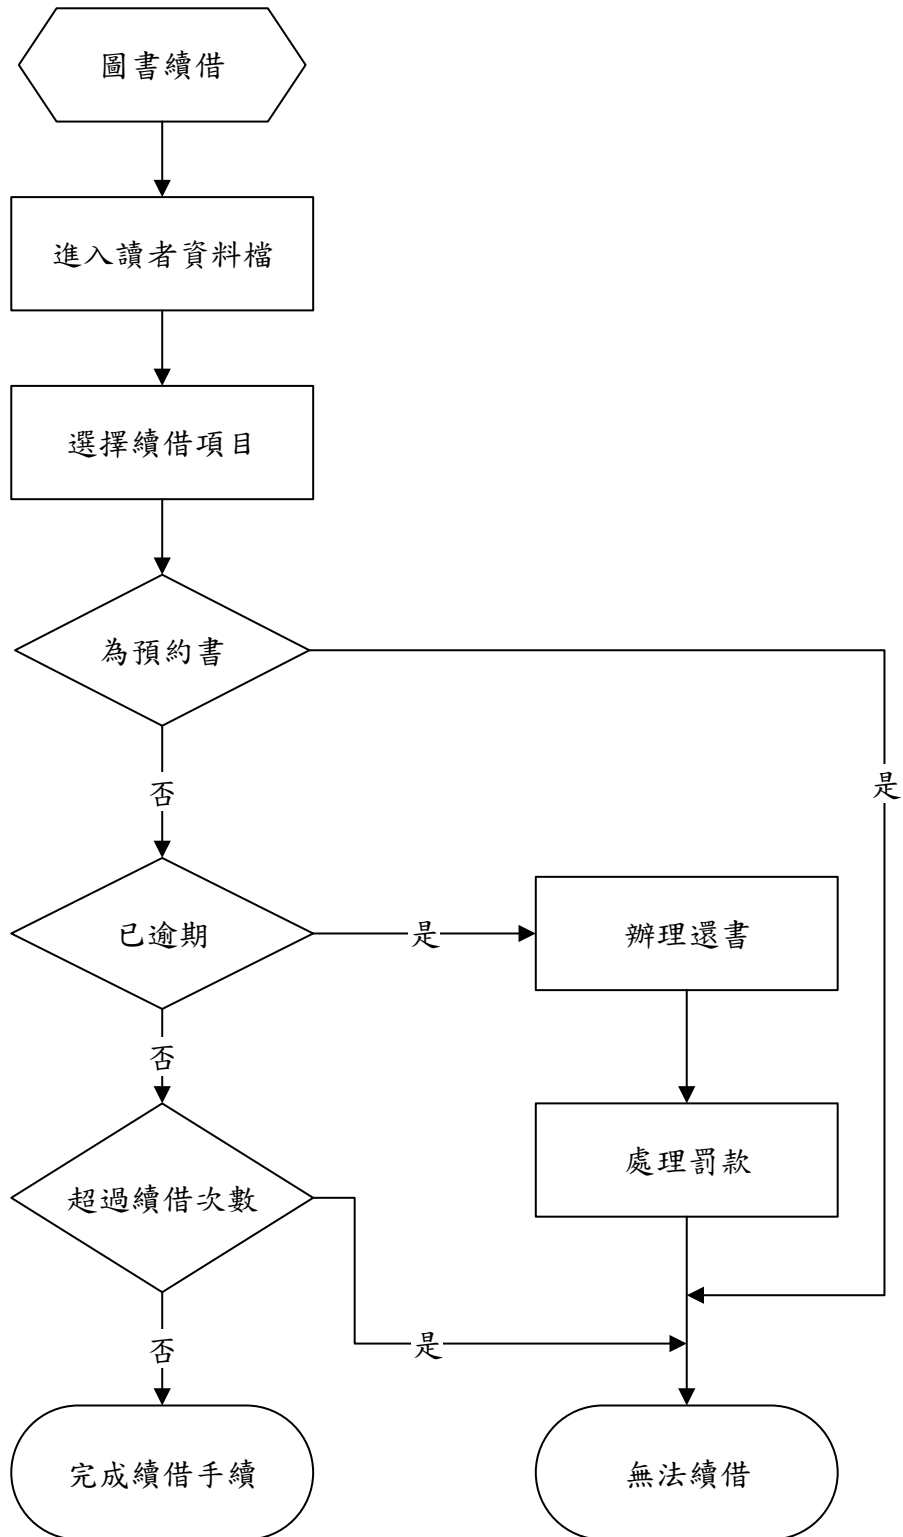 圖書續借
進入讀者資料檔
選擇續借項目
為預約書
是
否
已逾期
是
辦理還書
否
處理罰款
超過續借次數
是
否
完成續借手續
無法續借